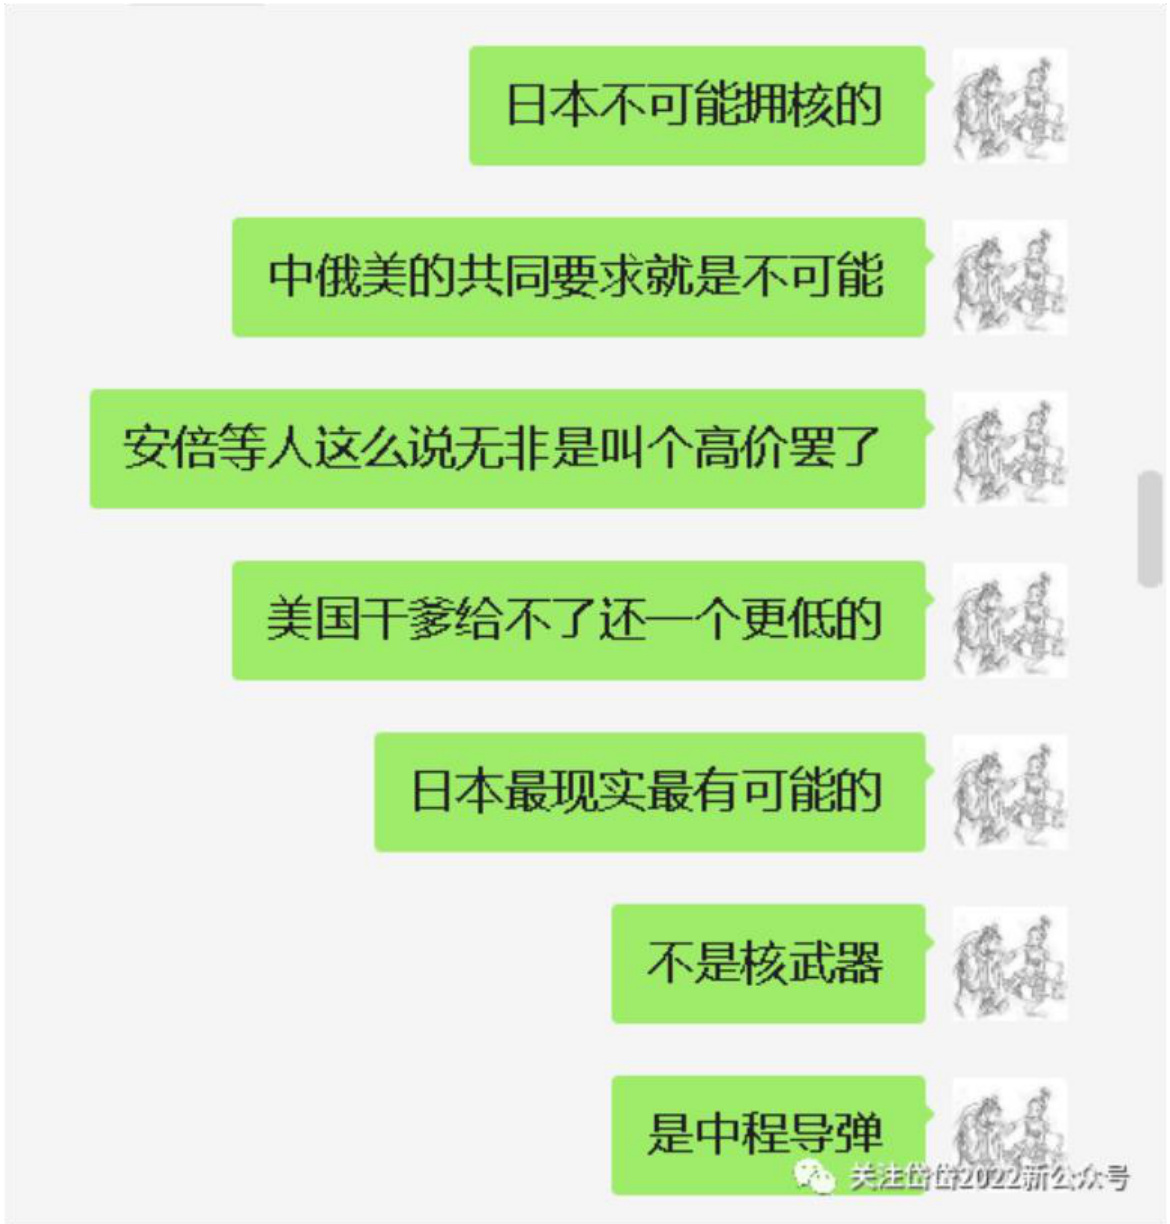 日本不可能拥核的
中俄美的共同要求就是不可能
安倍等人这么说无非是叫个高价罢了
美国干爹给不了还一个更低的
日本最现实最有可能的
不是核武器
是中程导弹
关注岱岱2022新公众号